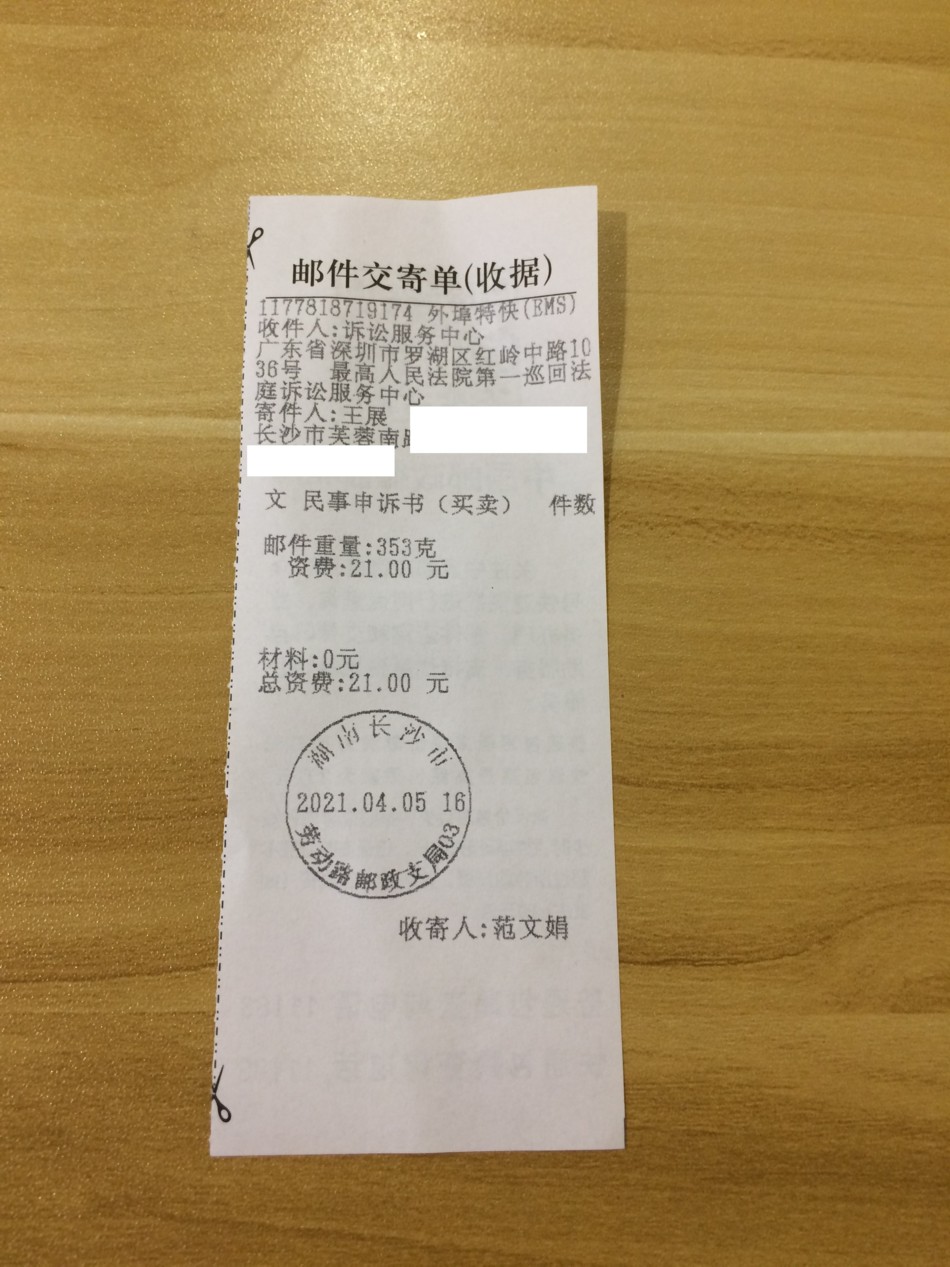 邮件交寄单(收据)
1177818719174 外埠特快(EMS)
收件人:诉讼服务中心
广东省深圳市罗湖区红岭中路10
36号 最高人民法院第一巡回法
庭诉讼服务中心
寄件人:王展
长沙市芙蓉南路
文 民事申诉书（买卖） 件数
邮件重量:353克
资费:21.00 元
材料:0元
总资费:21.00 元
湖南长沙市
2021.04.05 16
劳动路邮政支局03
收寄人:范文娟